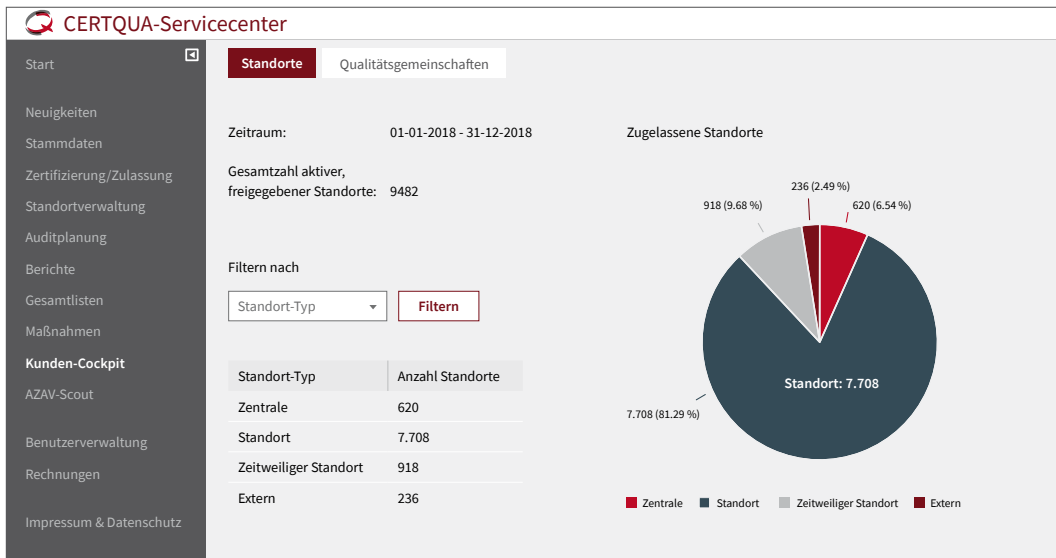 CERTQUA-Servicecenter
Start
Neuigkeiten
Stammdaten
Zertifizierung/Zulassung
Standortverwaltung
Auditplanung
Berichte
Gesamtlisten
Maßnahmen
Kunden-Cockpit
AZAV-Scout
Benutzerverwaltung
Rechnungen
Impressum & Datenschutz
Standorte Qualitätsgemeinschaften
Zeitraum: 01-01-2018 - 31-12-2018
Gesamtzahl aktiver,
freigegebener Standorte: 9482
Filtern nach
Standort-Typ Filtern
Standort-Typ Anzahl Standorte
Zentrale 620
Standort 7.708
Zeitweiliger Standort 918
Extern 236
Zugelassene Standorte
236 (2.49 %)
918 (9.68 %) 620 (6.54 %)
Standort: 7.708
7.708 (81.29 %)
Zentrale Standort Zeitweiliger Standort Extern